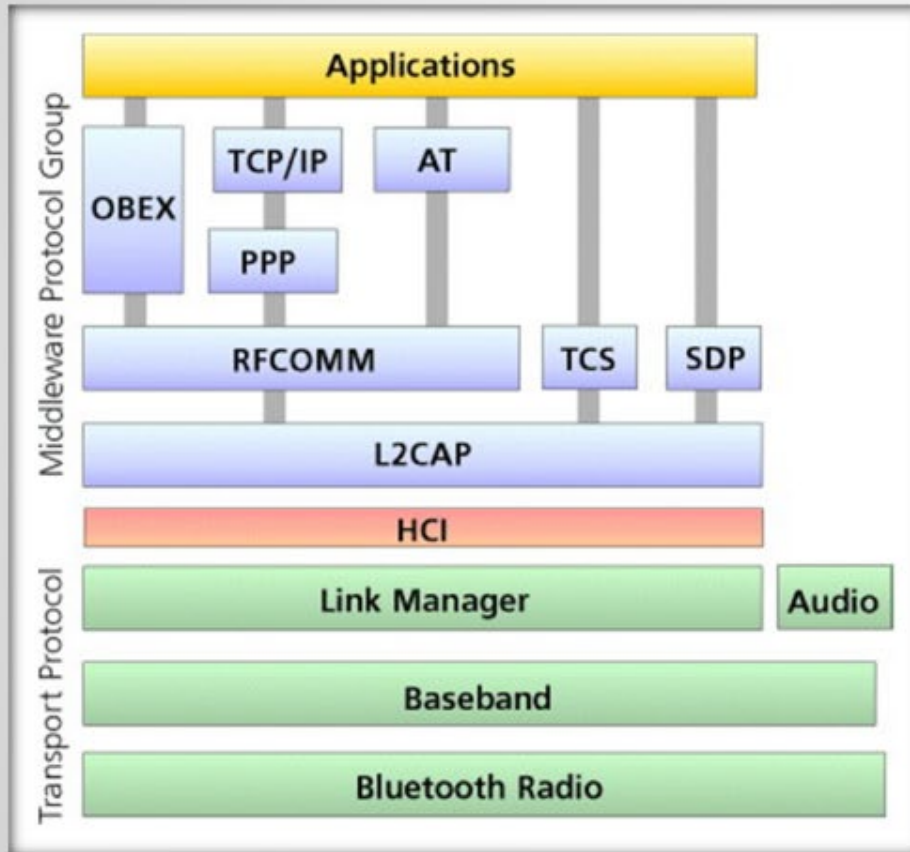 Applications
Middleware Protocol Group
OBEX
TCP/IP
AT
PPP
RFCOMM
TCS
SDP
L2CAP
HCI
Transport Protocol
Link Manager
Audio
Baseband
Bluetooth Radio